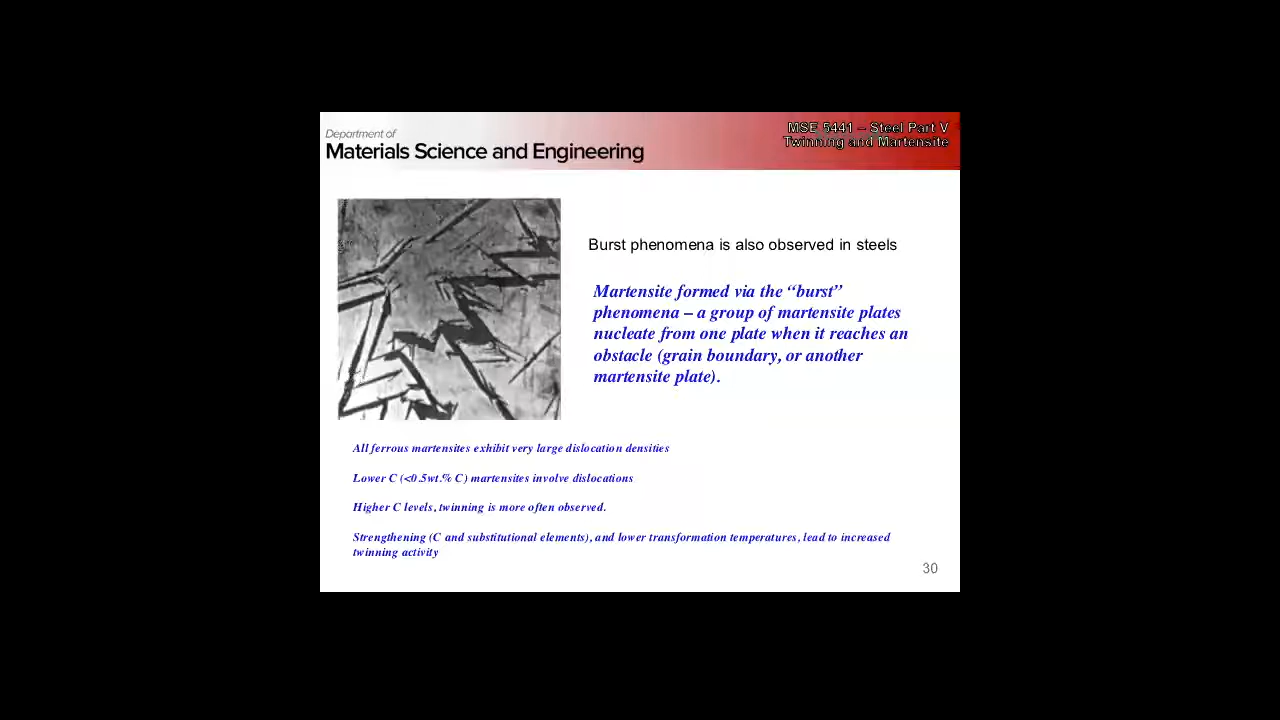 Department of
Materials Science and Engineering
MSE 5441 – Steel Part V
Twinning and Martensite
Burst phenomena is also observed in steels
Martensite formed via the “burst”
phenomena – a group of martensite plates
nucleate from one plate when it reaches an
obstacle (grain boundary, or another
martensite plate).
All ferrous martensites exhibit very large dislocation densities
Lower C (<0.5wt.% C) martensites involve dislocations
Higher C levels, twinning is more often observed.
Strengthening (C and substitutional elements), and lower transformation temperatures, lead to increased
twinning activity
30